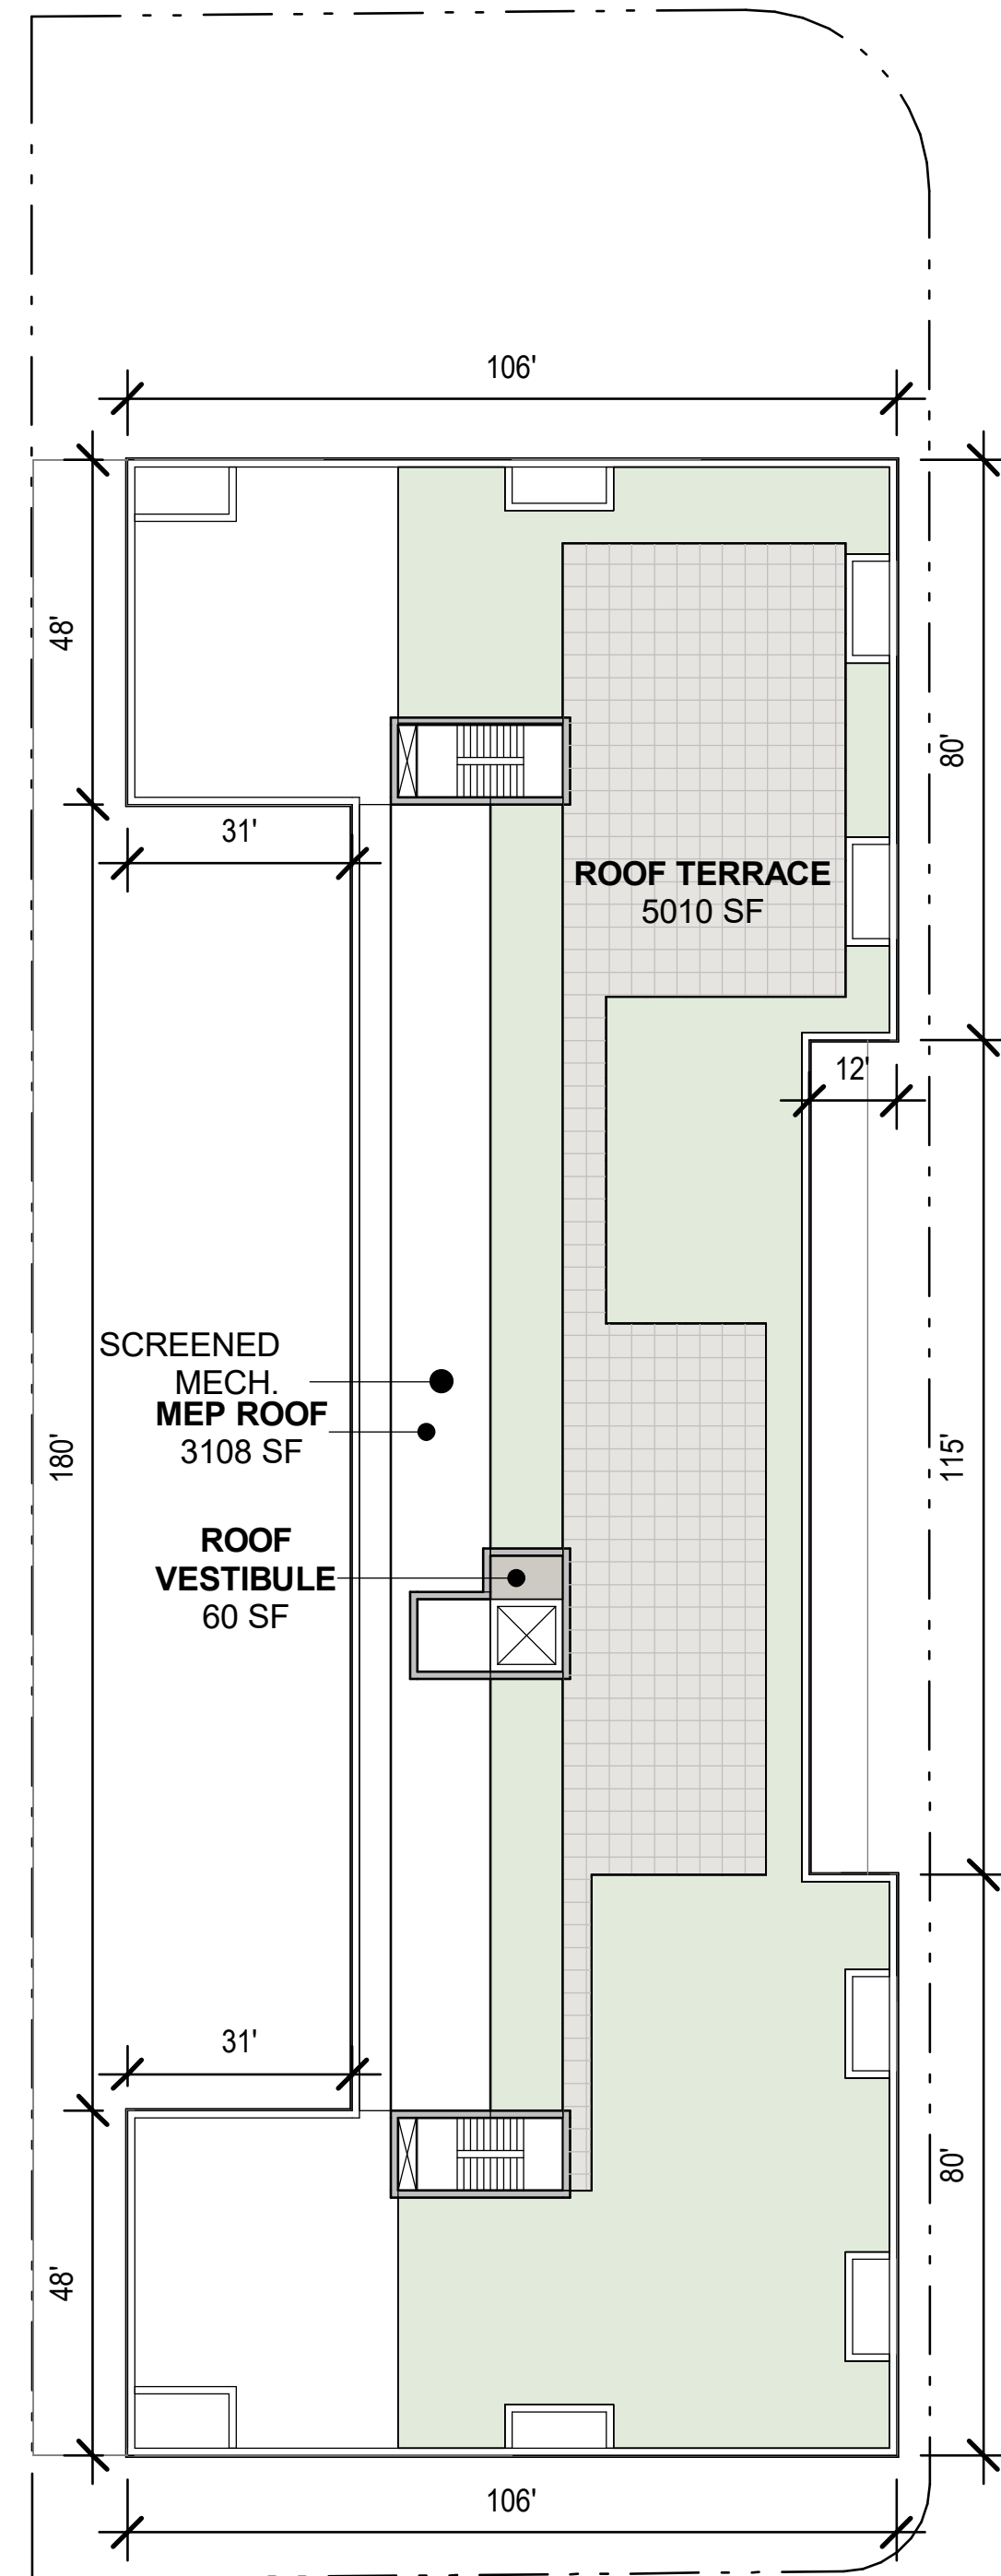 106'
48'
80'
31'
ROOF TERRACE
5010 SF
12'
SCREENED
MECH.
MEP ROOF
3108 SF
180'
115'
ROOF
VESTIBULE
60 SF
31'
80'
48'
106'